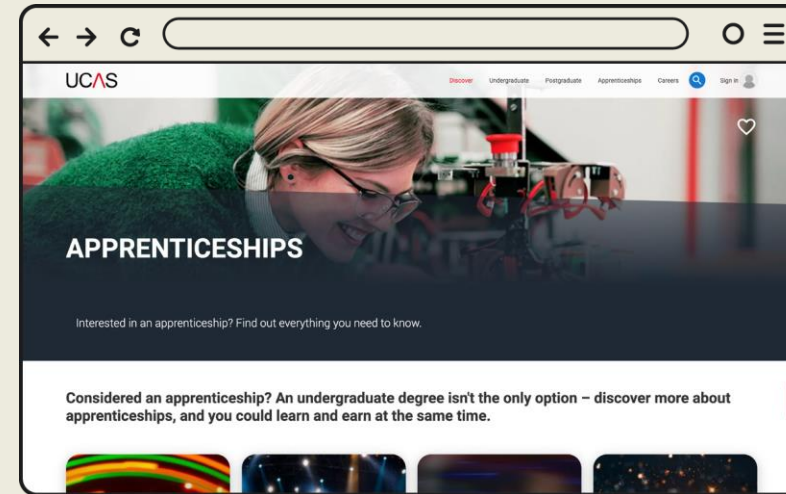 UCAS
Discover Undergraduate Postgraduate Apprenticeships Careers Sign in
APPRENTICESHIPS
Interested in an apprenticeship? Find out everything you need to know.
Considered an apprenticeship? An undergraduate degree isn't the only option – discover more about
apprenticeships, and you could learn and earn at the same time.